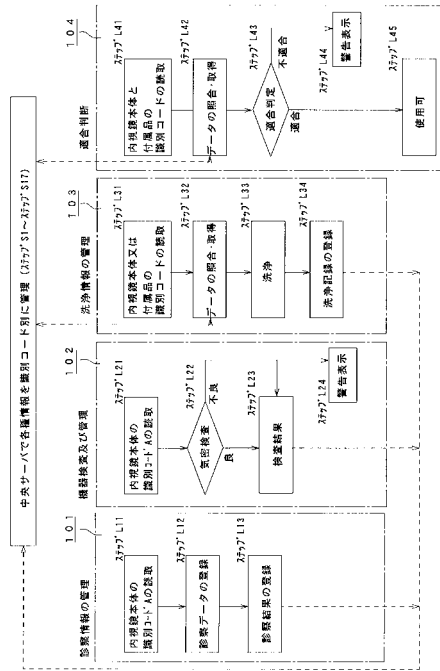 中央サーバで各種情報を識別コード別に管理(ステップS1～ステップS17)
101
診察情報の管理
ステップL11
内視鏡本体の
識別コードAの読取
ステップL12
診察データの登録
ステップL13
診察結果の登録
102
機器検査及び管理
ステップL21
内視鏡本体の
識別コードAの読取
ステップL22
気密検査
不良
良
ステップL23
検査結果
ステップL24
警告表示
103
洗浄情報の管理
ステップL31
内視鏡本体又は
付属品の
識別コードの読取
ステップL32
データの照合・取得
ステップL33
洗浄
ステップL34
洗浄記録の登録
104
適合判断
ステップL41
内視鏡本体と
付属品の
識別コードの読取
ステップL42
データの照合・取得
ステップL43
適合判定
不適合
適合
ステップL44
警告表示
ステップL45
使用可